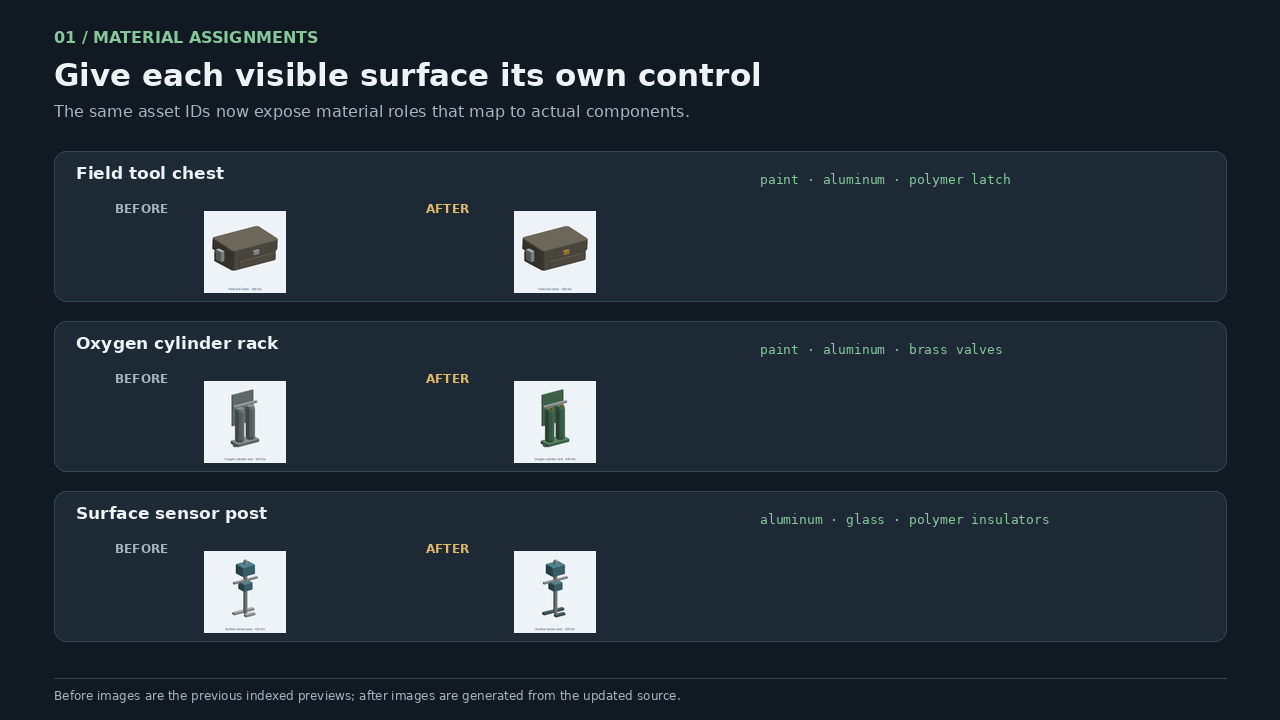 01 / MATERIAL ASSIGNMENTS
Give each visible surface its own control
The same asset IDs now expose material roles that map to actual components.
Field tool chest
paint · aluminum · polymer latch
BEFORE
AFTER
Oxygen cylinder rack
paint · aluminum · brass valves
BEFORE
AFTER
Surface sensor post
aluminum · glass · polymer insulators
BEFORE
AFTER
Before images are the previous indexed previews; after images are generated from the updated source.